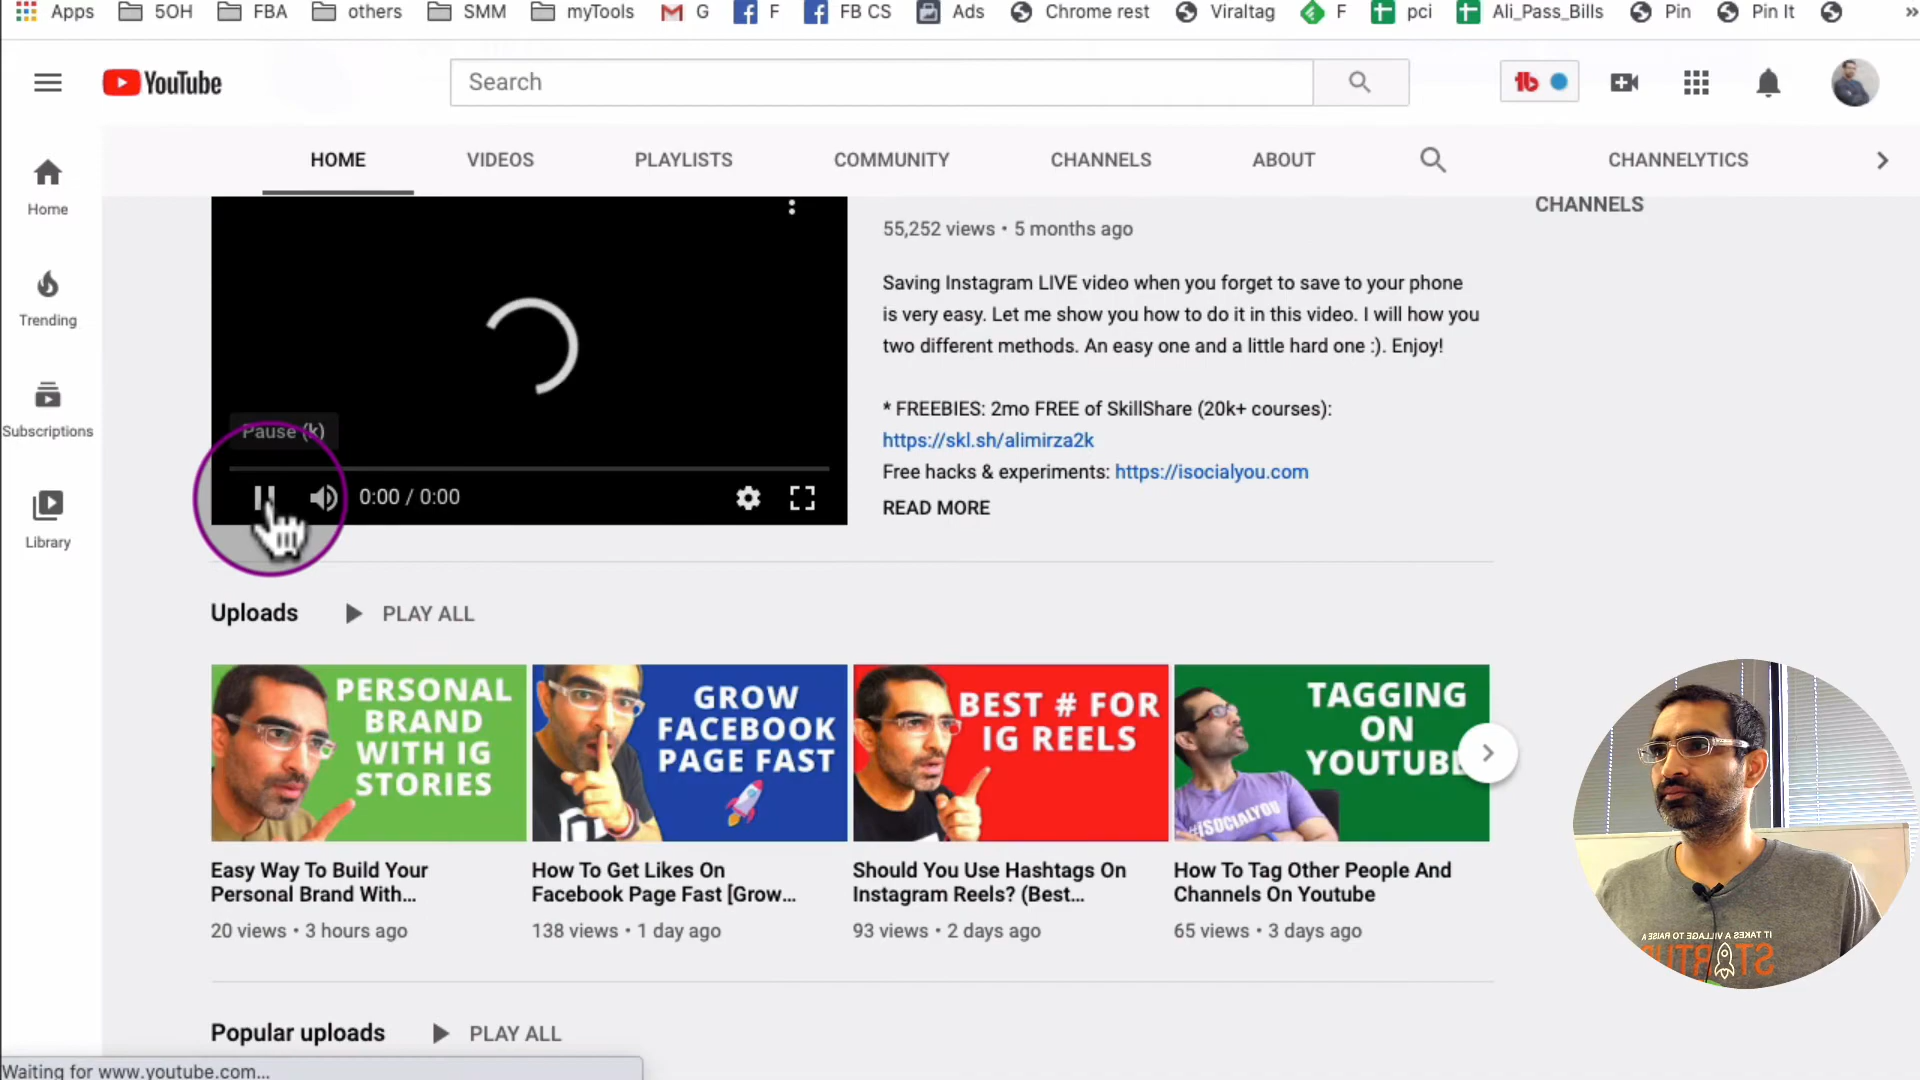 Apps 5OH FBA others SMM myTools G F FB CS Ads Chrome rest Viraltag F pci Ali_Pass_Bills Pin Pin It »
YouTube
Search
HOME VIDEOS PLAYLISTS COMMUNITY CHANNELS ABOUT CHANNELYTICS
Home
Trending
Subscriptions
Library
CHANNELS
55,252 views • 5 months ago
Saving Instagram LIVE video when you forget to save to your phone
is very easy. Let me show you how to do it in this video. I will how you
two different methods. An easy one and a little hard one :). Enjoy!
* FREEBIES: 2mo FREE of SkillShare (20k+ courses):
https://skl.sh/alimirza2k
Free hacks & experiments: https://isocialyou.com
READ MORE
Pause (k)
0:00 / 0:00
Uploads PLAY ALL
PERSONAL
BRAND
WITH IG
STORIES
GROW
FACEBOOK
PAGE FAST
BEST # FOR
IG REELS
TAGGING
ON
YOUTUBE
#ISOCIALYOU
Easy Way To Build Your
Personal Brand With...
20 views • 3 hours ago
How To Get Likes On
Facebook Page Fast [Grow...
138 views • 1 day ago
Should You Use Hashtags On
Instagram Reels? (Best...
93 views • 2 days ago
How To Tag Other People And
Channels On Youtube
65 views • 3 days ago
IT TAKES A VILLAGE TO RAISE A
STARTUP
Popular uploads PLAY ALL
Waiting for www.youtube.com...